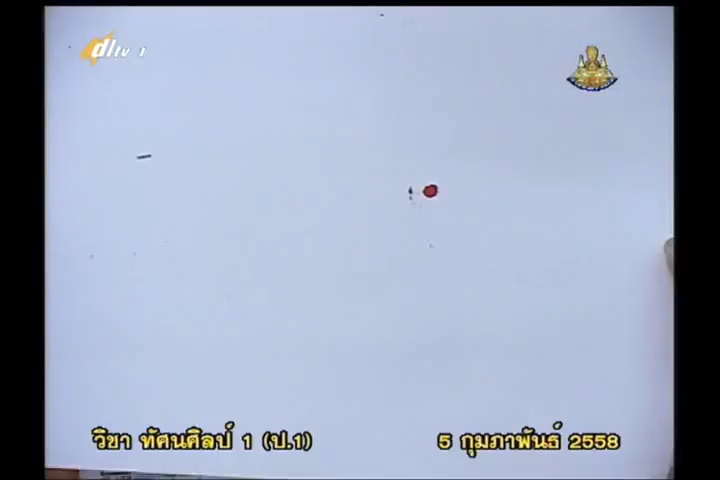 dltv 1
วิชา ทัศนศิลป์ 1 (ป.1)
5 กุมภาพันธ์ 2558